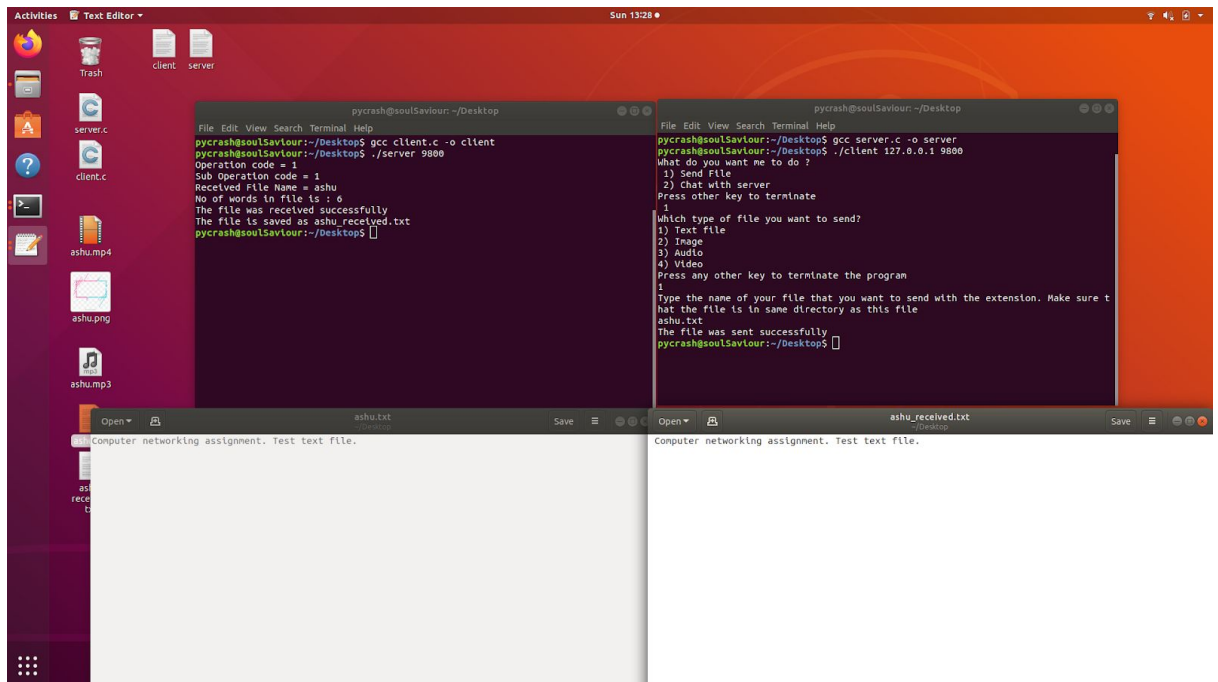 Activities Text Editor
Sun 13:28
Trash
client
server
server.c
client.c
ashu.mp4
ashu.png
mp3
ashu.mp3
pycrash@soulSaviour: ~/Desktop
File Edit View Search Terminal Help
pycrash@soulSaviour:~/Desktop$ gcc client.c -o client
pycrash@soulSaviour:~/Desktop$ ./server 9800
Operation code = 1
Sub Operation code = 1
Received File Name = ashu
No of words in file is : 6
The file was received successfully
The file is saved as ashu_received.txt
pycrash@soulSaviour:~/Desktop$
pycrash@soulSaviour: ~/Desktop
File Edit View Search Terminal Help
pycrash@soulSaviour:~/Desktop$ gcc server.c -o server
pycrash@soulSaviour:~/Desktop$ ./client 127.0.0.1 9800
What do you want me to do ?
1) Send File
2) Chat with server
Press other key to terminate
1
Which type of file you want to send?
1) Text file
2) Image
3) Audio
4) Video
Press any other key to terminate the program
1
Type the name of your file that you want to send with the extension. Make sure t
hat the file is in same directory as this file
ashu.txt
The file was sent successfully
pycrash@soulSaviour:~/Desktop$
Open
ashu.txt
~/Desktop
Save
Computer networking assignment. Test text file.
Open
ashu_received.txt
~/Desktop
Save
Computer networking assignment. Test text file.